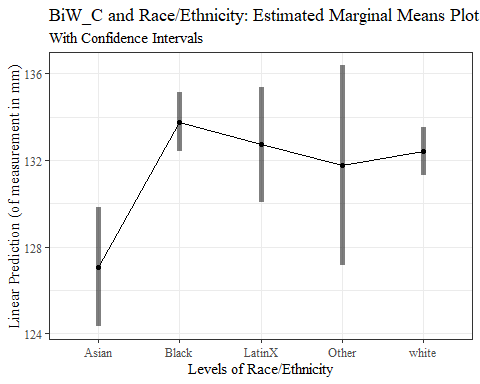 BiW_C and Race/Ethnicity: Estimated Marginal Means Plot
With Confidence Intervals
Linear Prediction (of measurement in mm)
136
132
128
124
Asian Black LatinX Other white
Levels of Race/Ethnicity